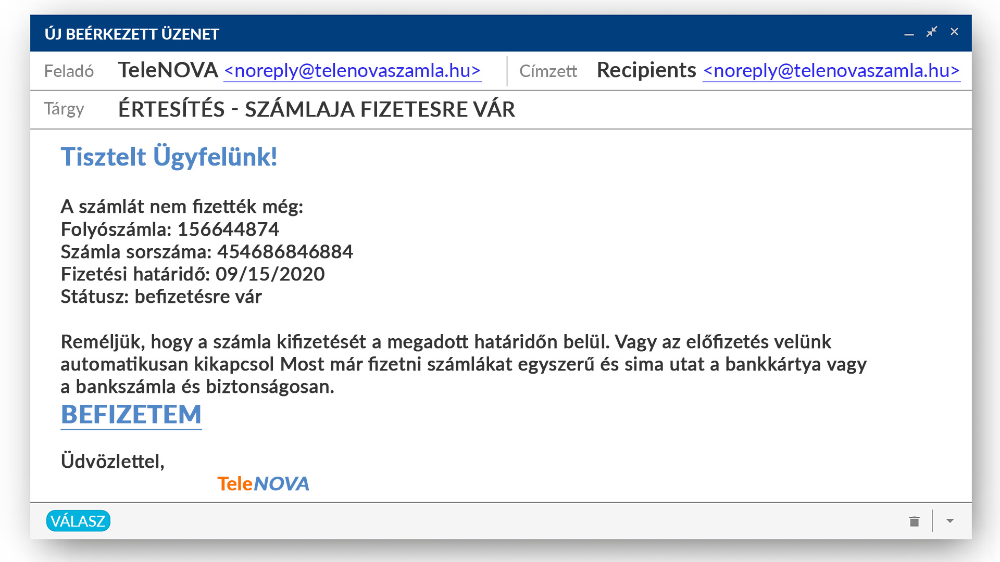 ÚJ BEÉRKEZETT ÜZENET
Feladó TeleNOVA <noreply@telenovaszamla.hu> Címzett Recipients <noreply@telenovaszamla.hu>
Tárgy ÉRTESÍTÉS - SZÁMLAJA FIZETESRE VÁR
Tisztelt Ügyfelünk!
A számlát nem fizették még:
Folyószámla: 156644874
Számla sorszáma: 454686846884
Fizetési határidő: 09/15/2020
Státusz: befizetésre vár
Reméljük, hogy a számla kifizetését a megadott határidőn belül. Vagy az előfizetés velünk
automatikusan kikapcsol Most már fizetni számlákat egyszerű és sima utat a bankkártya vagy
a bankszámla és biztonságosan.
BEFIZETEM
Üdvözlettel,
TeleNOVA
VÁLASZ